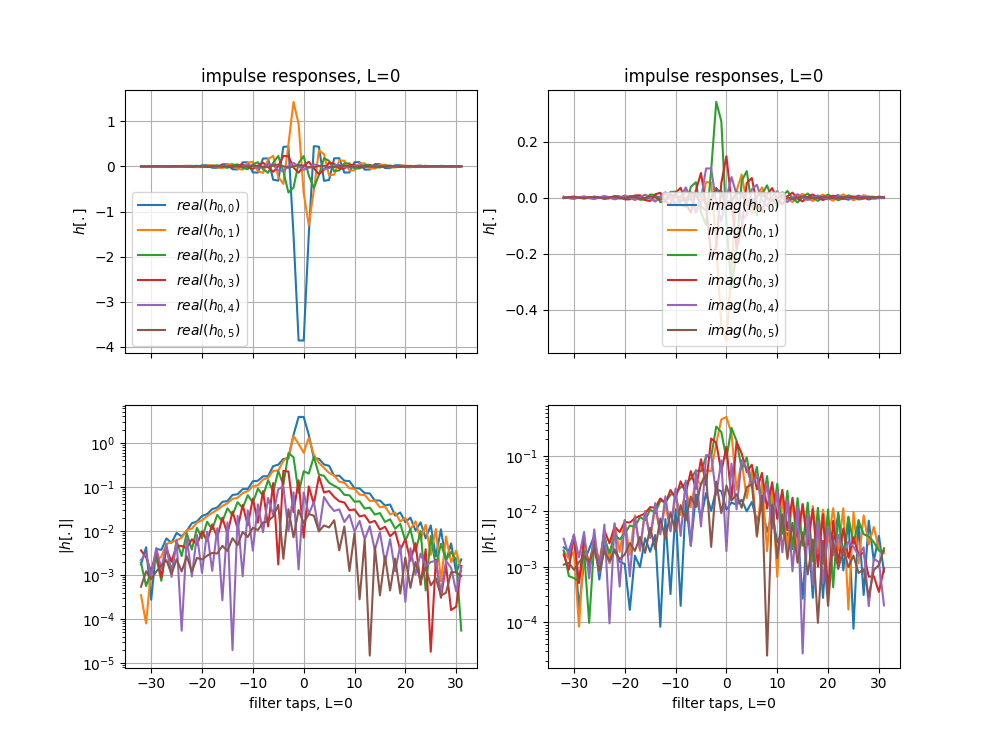 impulse responses, L=0
h[.]
1
0
−1
−2
−3
−4
real(h0,0)
real(h0,1)
real(h0,2)
real(h0,3)
real(h0,4)
real(h0,5)
impulse responses, L=0
h[.]
0.2
0.0
−0.2
−0.4
imag(h0,0)
imag(h0,1)
imag(h0,2)
imag(h0,3)
imag(h0,4)
imag(h0,5)
|h[.]|
10^0
10^−1
10^−2
10^−3
10^−4
10^−5
−30 −20 −10 0 10 20 30
filter taps, L=0
|h[.]|
10^−1
10^−2
10^−3
10^−4
−30 −20 −10 0 10 20 30
filter taps, L=0